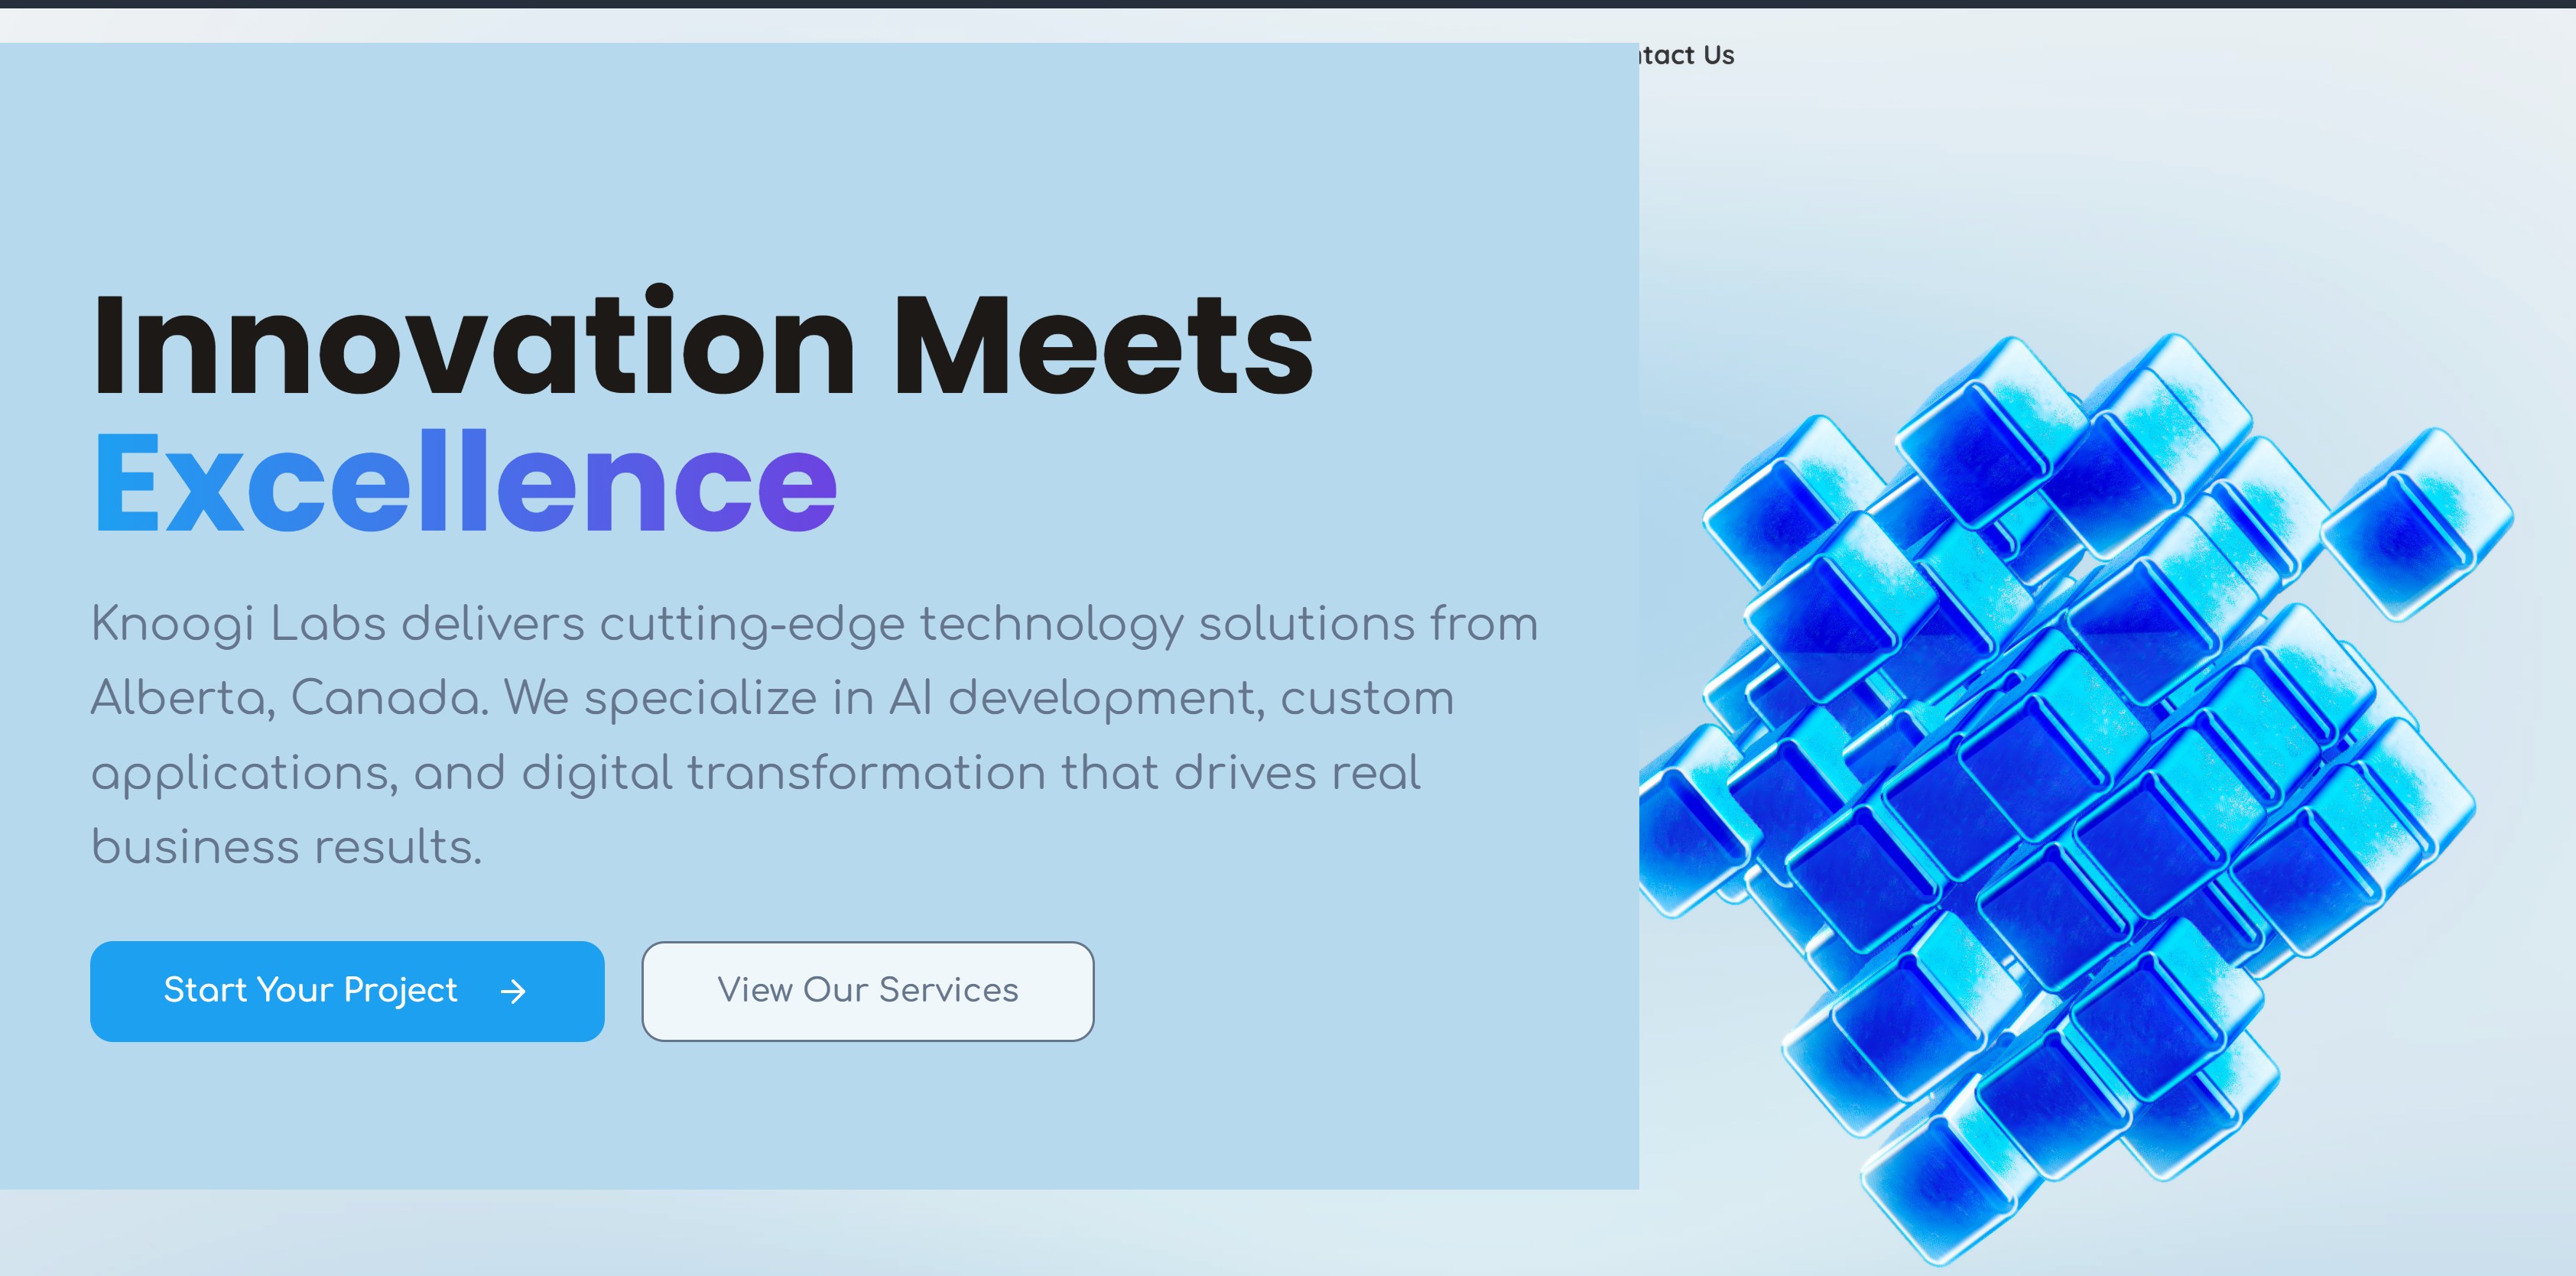 tact Us
Innovation Meets
Excellence
Knoogi Labs delivers cutting-edge technology solutions from
Alberta, Canada. We specialize in AI development, custom
applications, and digital transformation that drives real
business results.
Start Your Project →
View Our Services